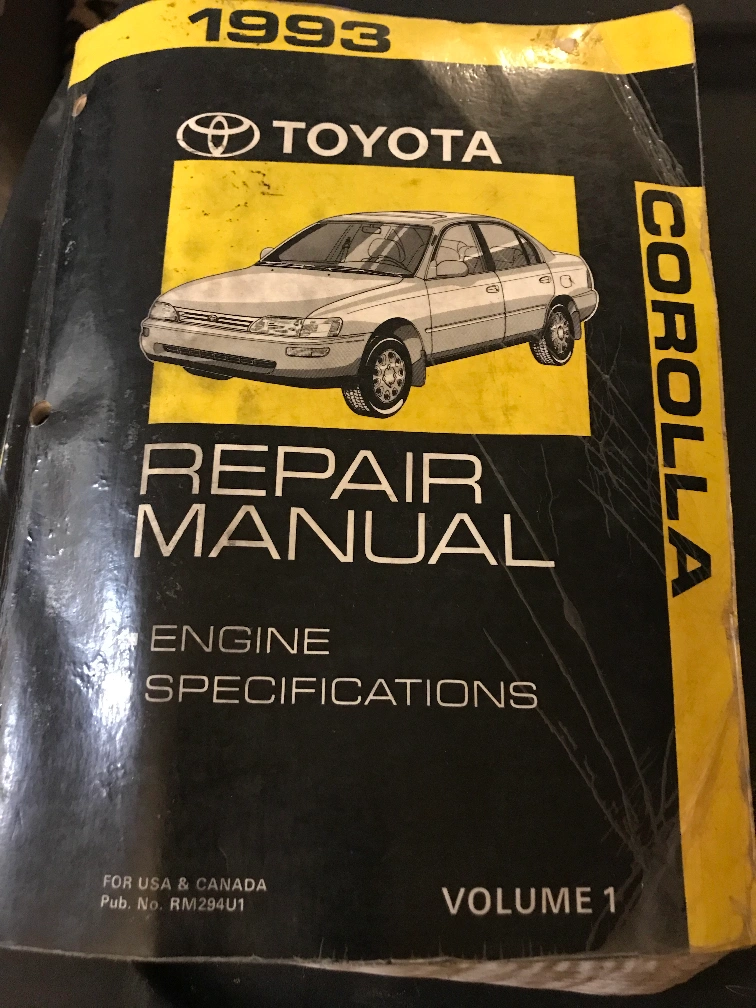 1993
TOYOTA
COROLLA
REPAIR
MANUAL
ENGINE
SPECIFICATIONS
FOR USA & CANADA
Pub. No. RM294U1
VOLUME 1